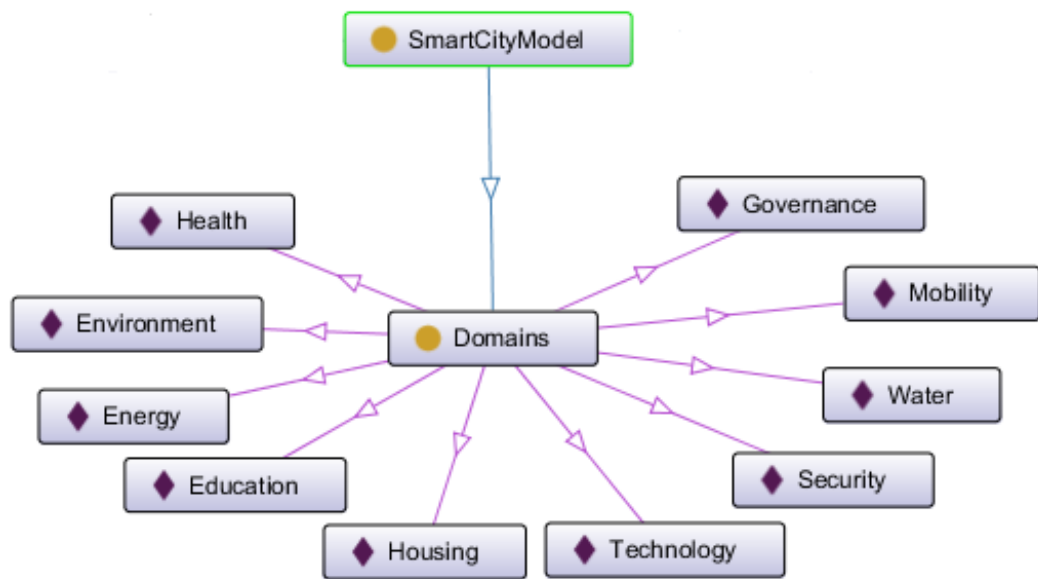 SmartCityModel
Governance
Health
Mobility
Environment
Domains
Water
Energy
Security
Education
Housing
Technology